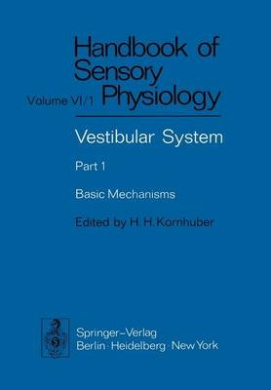 Handbook of
Sensory
Volume VI/1 Physiology
Vestibular System
Part 1
Basic Mechanisms
Edited by H. H. Kornhuber
Springer-Verlag
Berlin · Heidelberg · New York